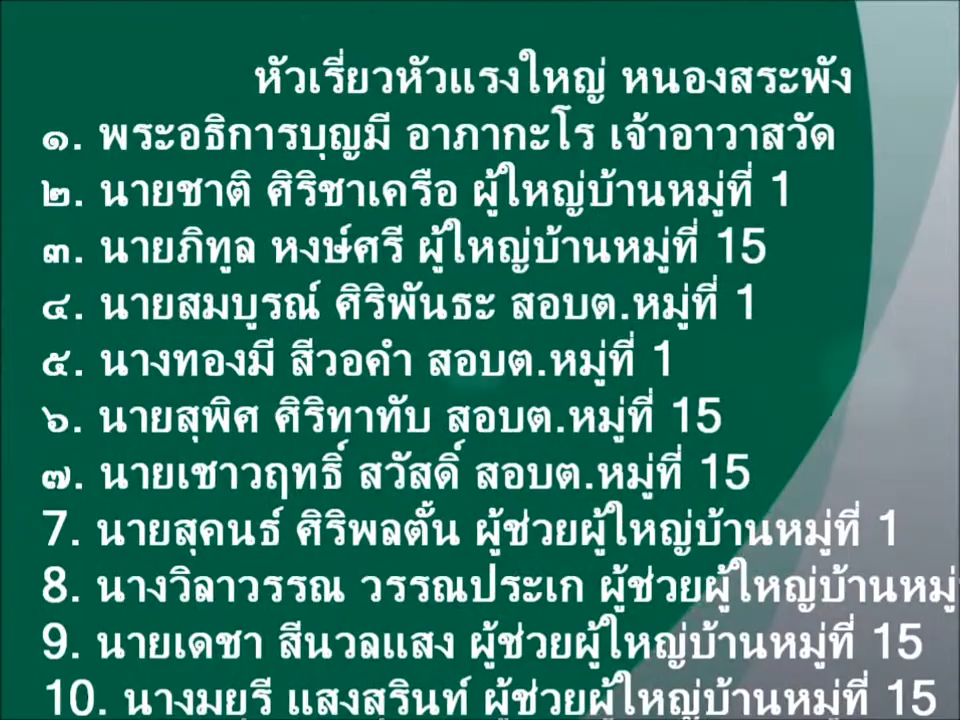 หัวเรี่ยวหัวแรงใหญ่ หนองสระพัง
๑. พระอธิการบุญมี อาภากะโร เจ้าอาวาสวัด
๒. นายชาติ ศิริชาเครือ ผู้ใหญ่บ้านหมู่ที่ 1
๓. นายภิทูล หงษ์ศรี ผู้ใหญ่บ้านหมู่ที่ 15
๔. นายสมบูรณ์ ศิริพันธะ สอบต.หมู่ที่ 1
๕. นางทองมี สีวอคำ สอบต.หมู่ที่ 1
๖. นายสุพิศ ศิริทาทับ สอบต.หมู่ที่ 15
๗. นายเชาวฤทธิ์ สวัสดิ์ สอบต.หมู่ที่ 15
7. นายสุคนธ์ ศิริพลตั้น ผู้ช่วยผู้ใหญ่บ้านหมู่ที่ 1
8. นางวิลาวรรณ วรรณประเก ผู้ช่วยผู้ใหญ่บ้านหมู่
9. นายเดชา สีนวลแสง ผู้ช่วยผู้ใหญ่บ้านหมู่ที่ 15
10. นางมยุรี แสงสุรินท์ ผู้ช่วยผู้ใหญ่บ้านหมู่ที่ 15